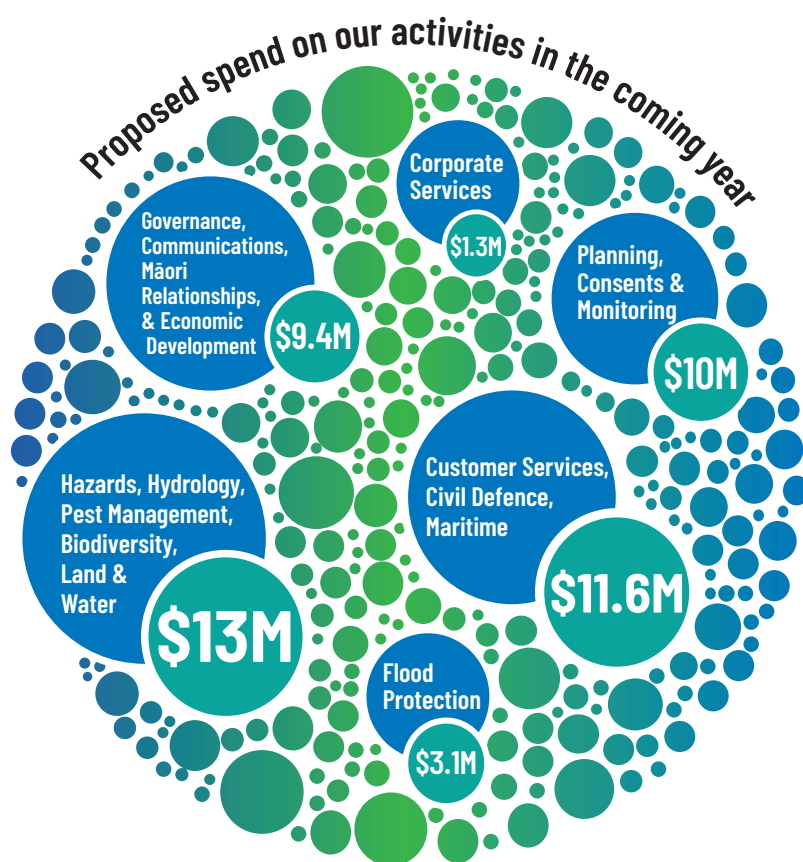 Proposed spend on our activities in the coming year
Corporate
Services
$1.3M
Governance,
Communications,
Māori
Relationships,
& Economic
Development
$9.4M
Planning,
Consents &
Monitoring
$10M
Hazards, Hydrology,
Pest Management,
Biodiversity,
Land &
Water
$13M
Customer Services,
Civil Defence,
Maritime
$11.6M
Flood
Protection
$3.1M